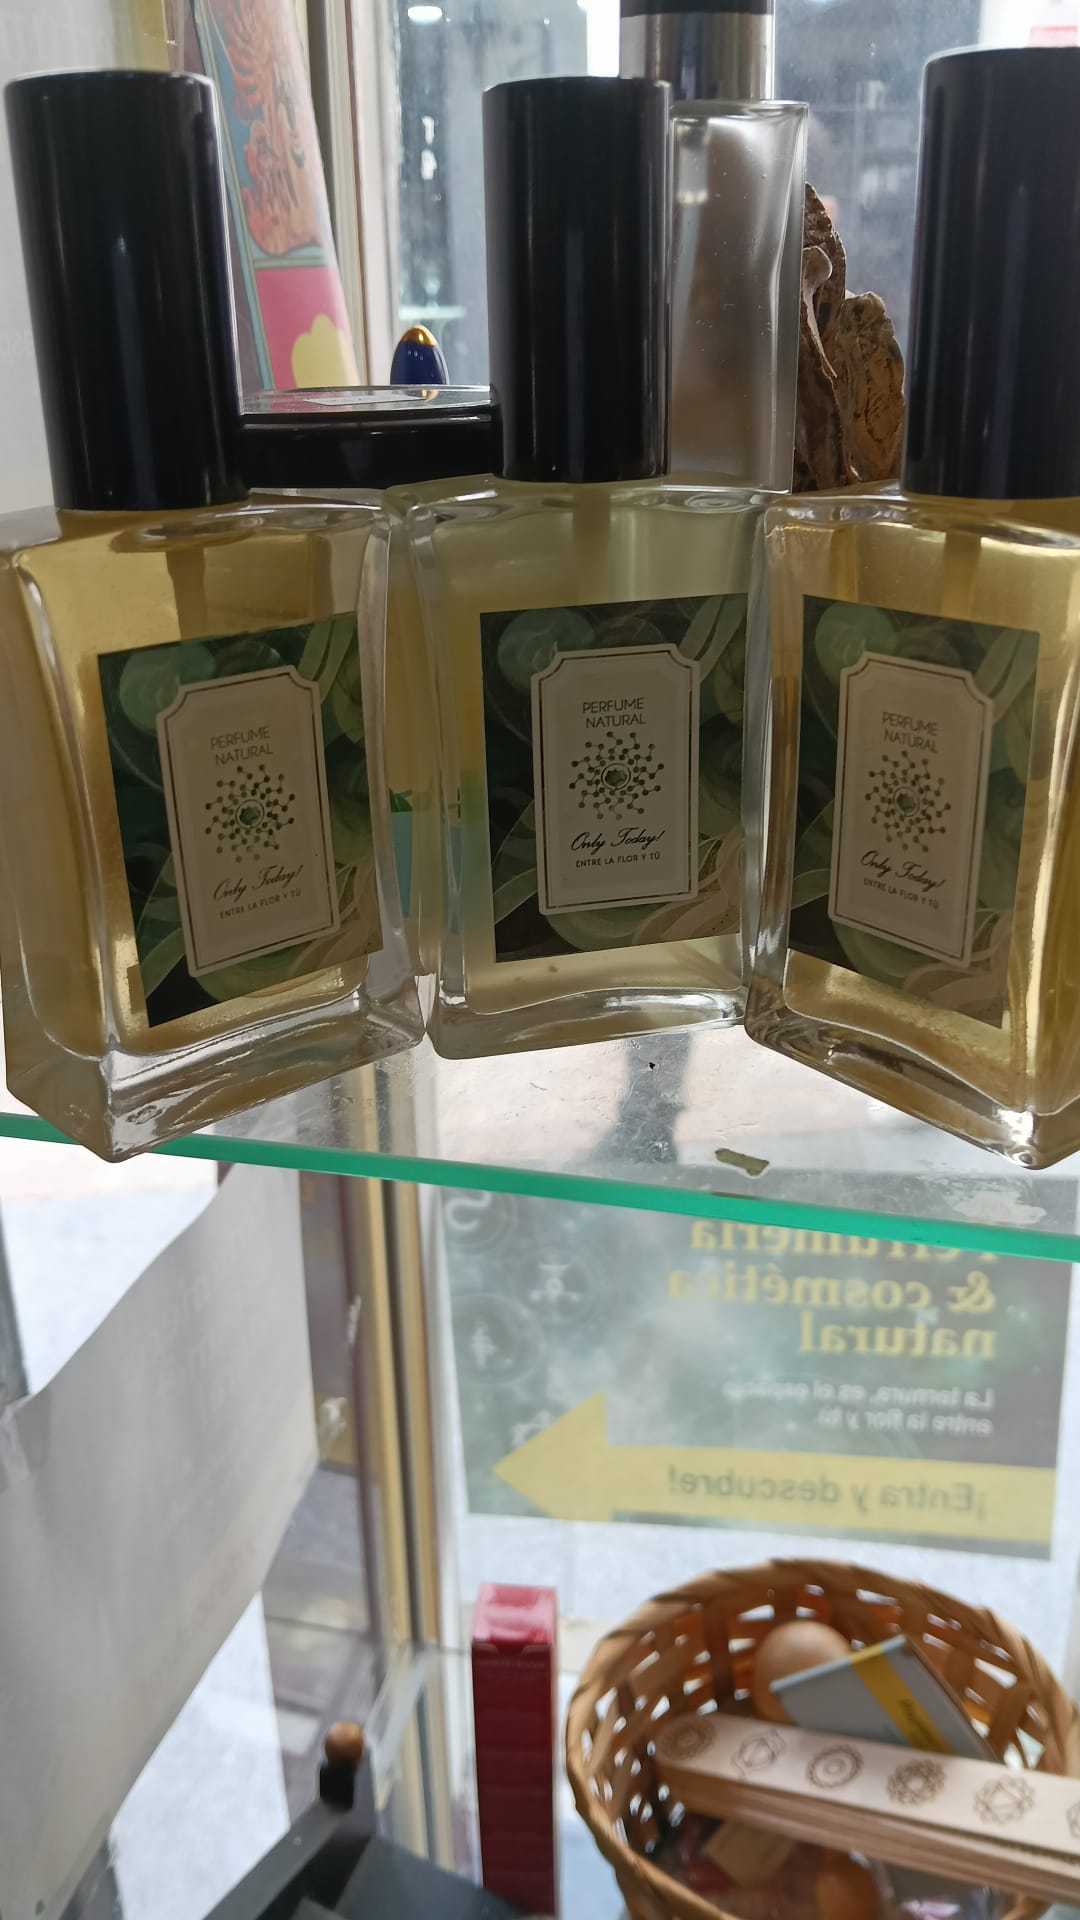 PERFUME
NATURAL
Only Today!
ENTRE LA FLOR Y TÚ
PERFUME
NATURAL
Only Today!
ENTRE LA FLOR Y TÚ
PERFUME
NATURAL
Only Today!
ENTRE LA FLOR Y TÚ
Perfumería
& cosmética
natural
La ternura, es el espacio
entre la flor y tú.
¡Entra y descubre!